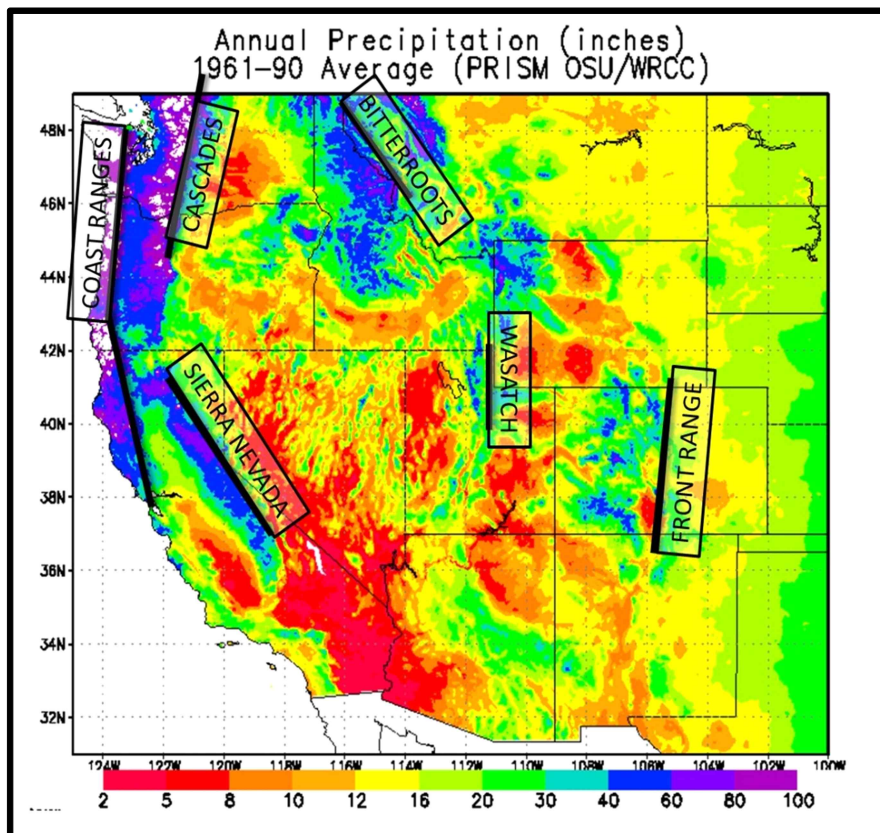 Annual Precipitation (inches)
1961-90 Average (PRISM OSU/WRCC)
48N
46N
44N
42N
40N
38N
36N
34N
32N
COAST RANGES
CASCADES
BITTERROOTS
SIERRA NEVADA
WASATCH
FRONT RANGE
124W 122W 120W 118W 116W 114W 112W 110W 108W 106W 104W 102W 100W
2 5 8 10 12 16 20 30 40 60 80 100